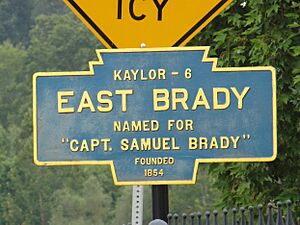 ICY
KAYLOR - 6
EAST BRADY
NAMED FOR
"CAPT. SAMUEL BRADY"
FOUNDED
1854